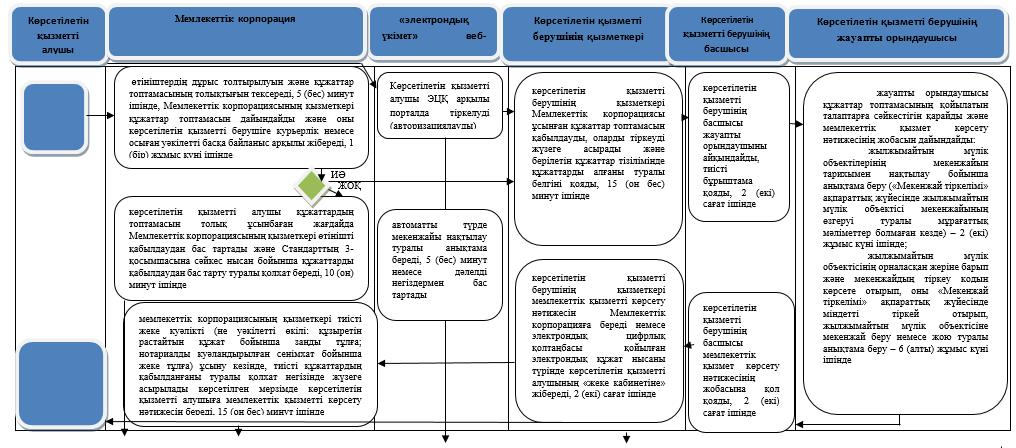 Көрсетілетін
қызметті
алушы
Мемлекеттік корпорация
«электрондық
үкімет» веб-
Көрсетілетін қызметті
берушінің қызметкері
Көрсетілетін
қызметті берушінің
басшысы
Көрсетілетін қызметті берушінің
жауапты орындаушысы
өтініштердің дұрыс толтырылуын және құжаттар
топтамасының толықтығын тексереді, 5 (бес) минут
ішінде, Мемлекеттік корпорациясының қызметкері
құжаттар топтамасын дайындайды және оны
көрсетілетін қызметті берушіге курьерлік немесе
осыған уәкілетті басқа байланыс арқылы жібереді, 1
(бір) жұмыс күні ішінде
ИӘ
ЖОҚ
көрсетілетін қызметті алушы құжаттардың
топтамасын толық ұсынбаған жағдайда
Мемлекеттік корпорациясының қызметкері өтінішті
қабылдаудан бас тартады және Стандарттың 3-
қосымшасына сәйкес нысан бойынша құжаттарды
қабылдаудан бас тарту туралы қолхат береді, 10 (он)
минут ішінде
мемлекеттік корпорациясының қызметкері тиісті
жеке куәлікті (не уәкілетті өкілі: құзыретін
растайтын құжат бойынша заңды тұлға;
нотариалды куәландырылған сенімхат бойынша
жеке тұлға) ұсыну кезінде, тиісті құжаттардың
қабылданғаны туралы қолхат негізінде жүзеге
асырылады көрсетілген мерзімде көрсетілетін
қызметті алушыға мемлекеттік қызметті көрсету
нәтижесін береді, 15 (он бес) минут ішінде
Көрсетілетін қызметті
алушы ЭЦҚ арқылы
порталда тіркелуді
(авторизациялауды)
автоматты түрде
мекенжайы нақтылау
туралы анықтама
береді, 5 (бес) минут
немесе дәлелді
негіздермен бас
тартады
көрсетілетін қызметті
берушінің қызметкері
Мемлекеттік корпорациясы
ұсынған құжаттар топтамасын
қабылдауды, оларды тіркеуді
жүзеге асырады және
берілетін құжаттар тізілімінде
құжаттарды алғаны туралы
белгіні қояды, 15 (он бес)
минут ішінде
көрсетілетін қызметті
берушінің қызметкері
мемлекеттік қызметті көрсету
нәтижесін Мемлекеттік
корпорацияға береді немесе
электрондық цифрлық
қолтаңбасы қойылған
электрондық құжат нысаны
түрінде көрсетілетін қызметті
алушының «жеке кабинетіне»
жібереді, 2 (екі) сағат ішінде
көрсетілетін
қызметті
берушінің
басшысы
жауапты
орындаушыны
айқындайды,
тиісті
бұрыштама
қояды, 2 (екі)
сағат ішінде
көрсетілетін
қызметті
берушінің
басшысы
мемлекеттік
қызмет көрсету
нәтижесінің
жобасына қол
қояды, 2 (екі)
сағат ішінде
жауапты орындаушысы
құжаттар топтамасының қойылатын
талаптарға сәйкестігін қарайды және
мемлекеттік қызмет көрсету
нәтижесінің жобасын дайындайды:
жылжымайтын мүлік
объектілерінің мекенжайын
тарихымен нақтылау бойынша
анықтама беру («Мекенжай тіркелімі»
ақпараттық жүйесінде жылжымайтын
мүлік объектісі мекенжайының
өзгеруі туралы мұрағаттық
мәліметтер болмаған кезде) – 2 (екі)
жұмыс күні ішінде;
жылжымайтын мүлік
объектісінің орналасқан жеріне барып
және мекенжайдың тіркеу кодын
көрсете отырып, оны «Мекенжай
тіркелімі» ақпараттық жүйесінде
міндетті тіркей отырып,
жылжымайтын мүлік объектісіне
мекенжай беру немесе жою туралы
анықтама беру – 6 (алты) жұмыс күні
ішінде